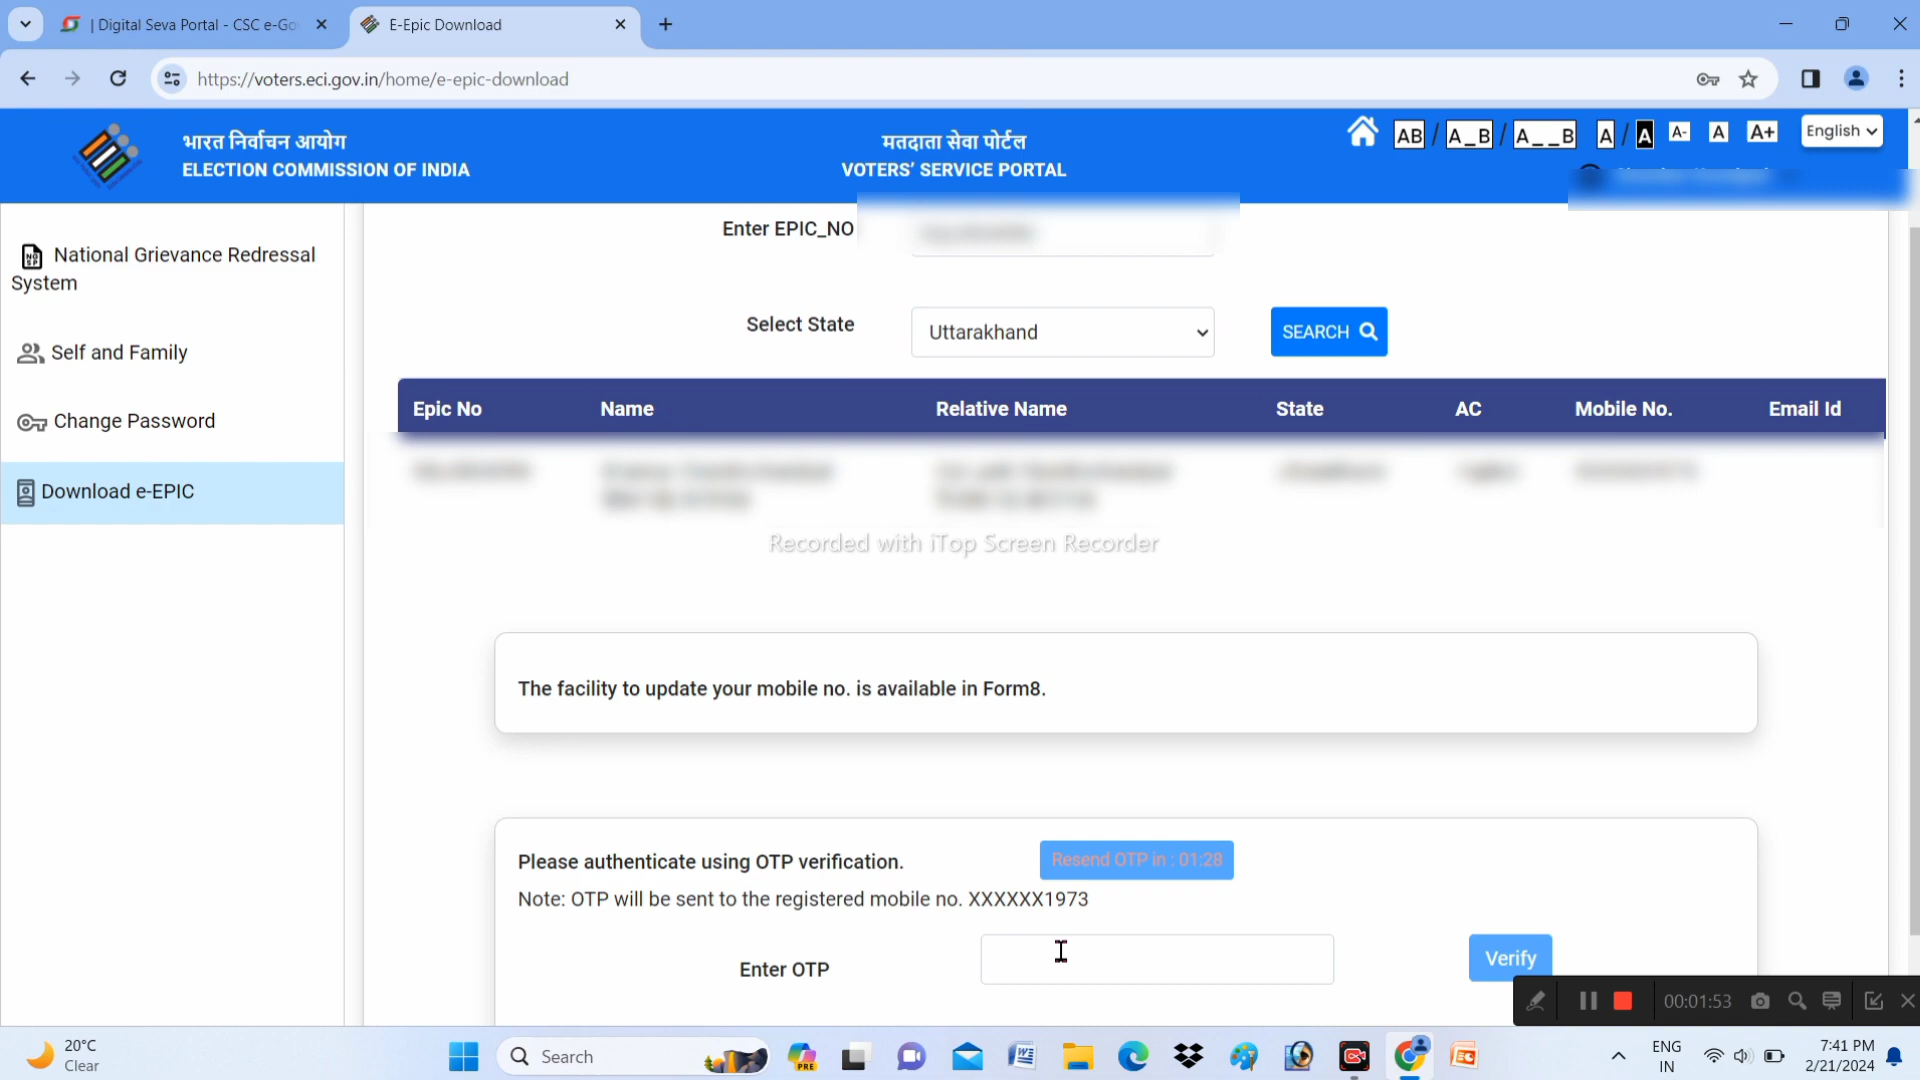 | Digital Seva Portal - CSC e-Go
E-Epic Download
https://voters.eci.gov.in/home/e-epic-download
भारत निर्वाचन आयोग
ELECTION COMMISSION OF INDIA
मतदाता सेवा पोर्टल
VOTERS' SERVICE PORTAL
AB / A_B / A__B A / A A- A A+ English
National Grievance Redressal
System
Self and Family
Change Password
Download e-EPIC
Enter EPIC_NO
Select State Uttarakhand SEARCH
Epic No Name Relative Name State AC Mobile No. Email Id
Recorded with iTop Screen Recorder
The facility to update your mobile no. is available in Form8.
Please authenticate using OTP verification. Resend OTP in : 01:28
Note: OTP will be sent to the registered mobile no. XXXXXX1973
Enter OTP Verify
00:01:53
20°C
Clear
Search
PRE
ENG
IN
7:41 PM
2/21/2024